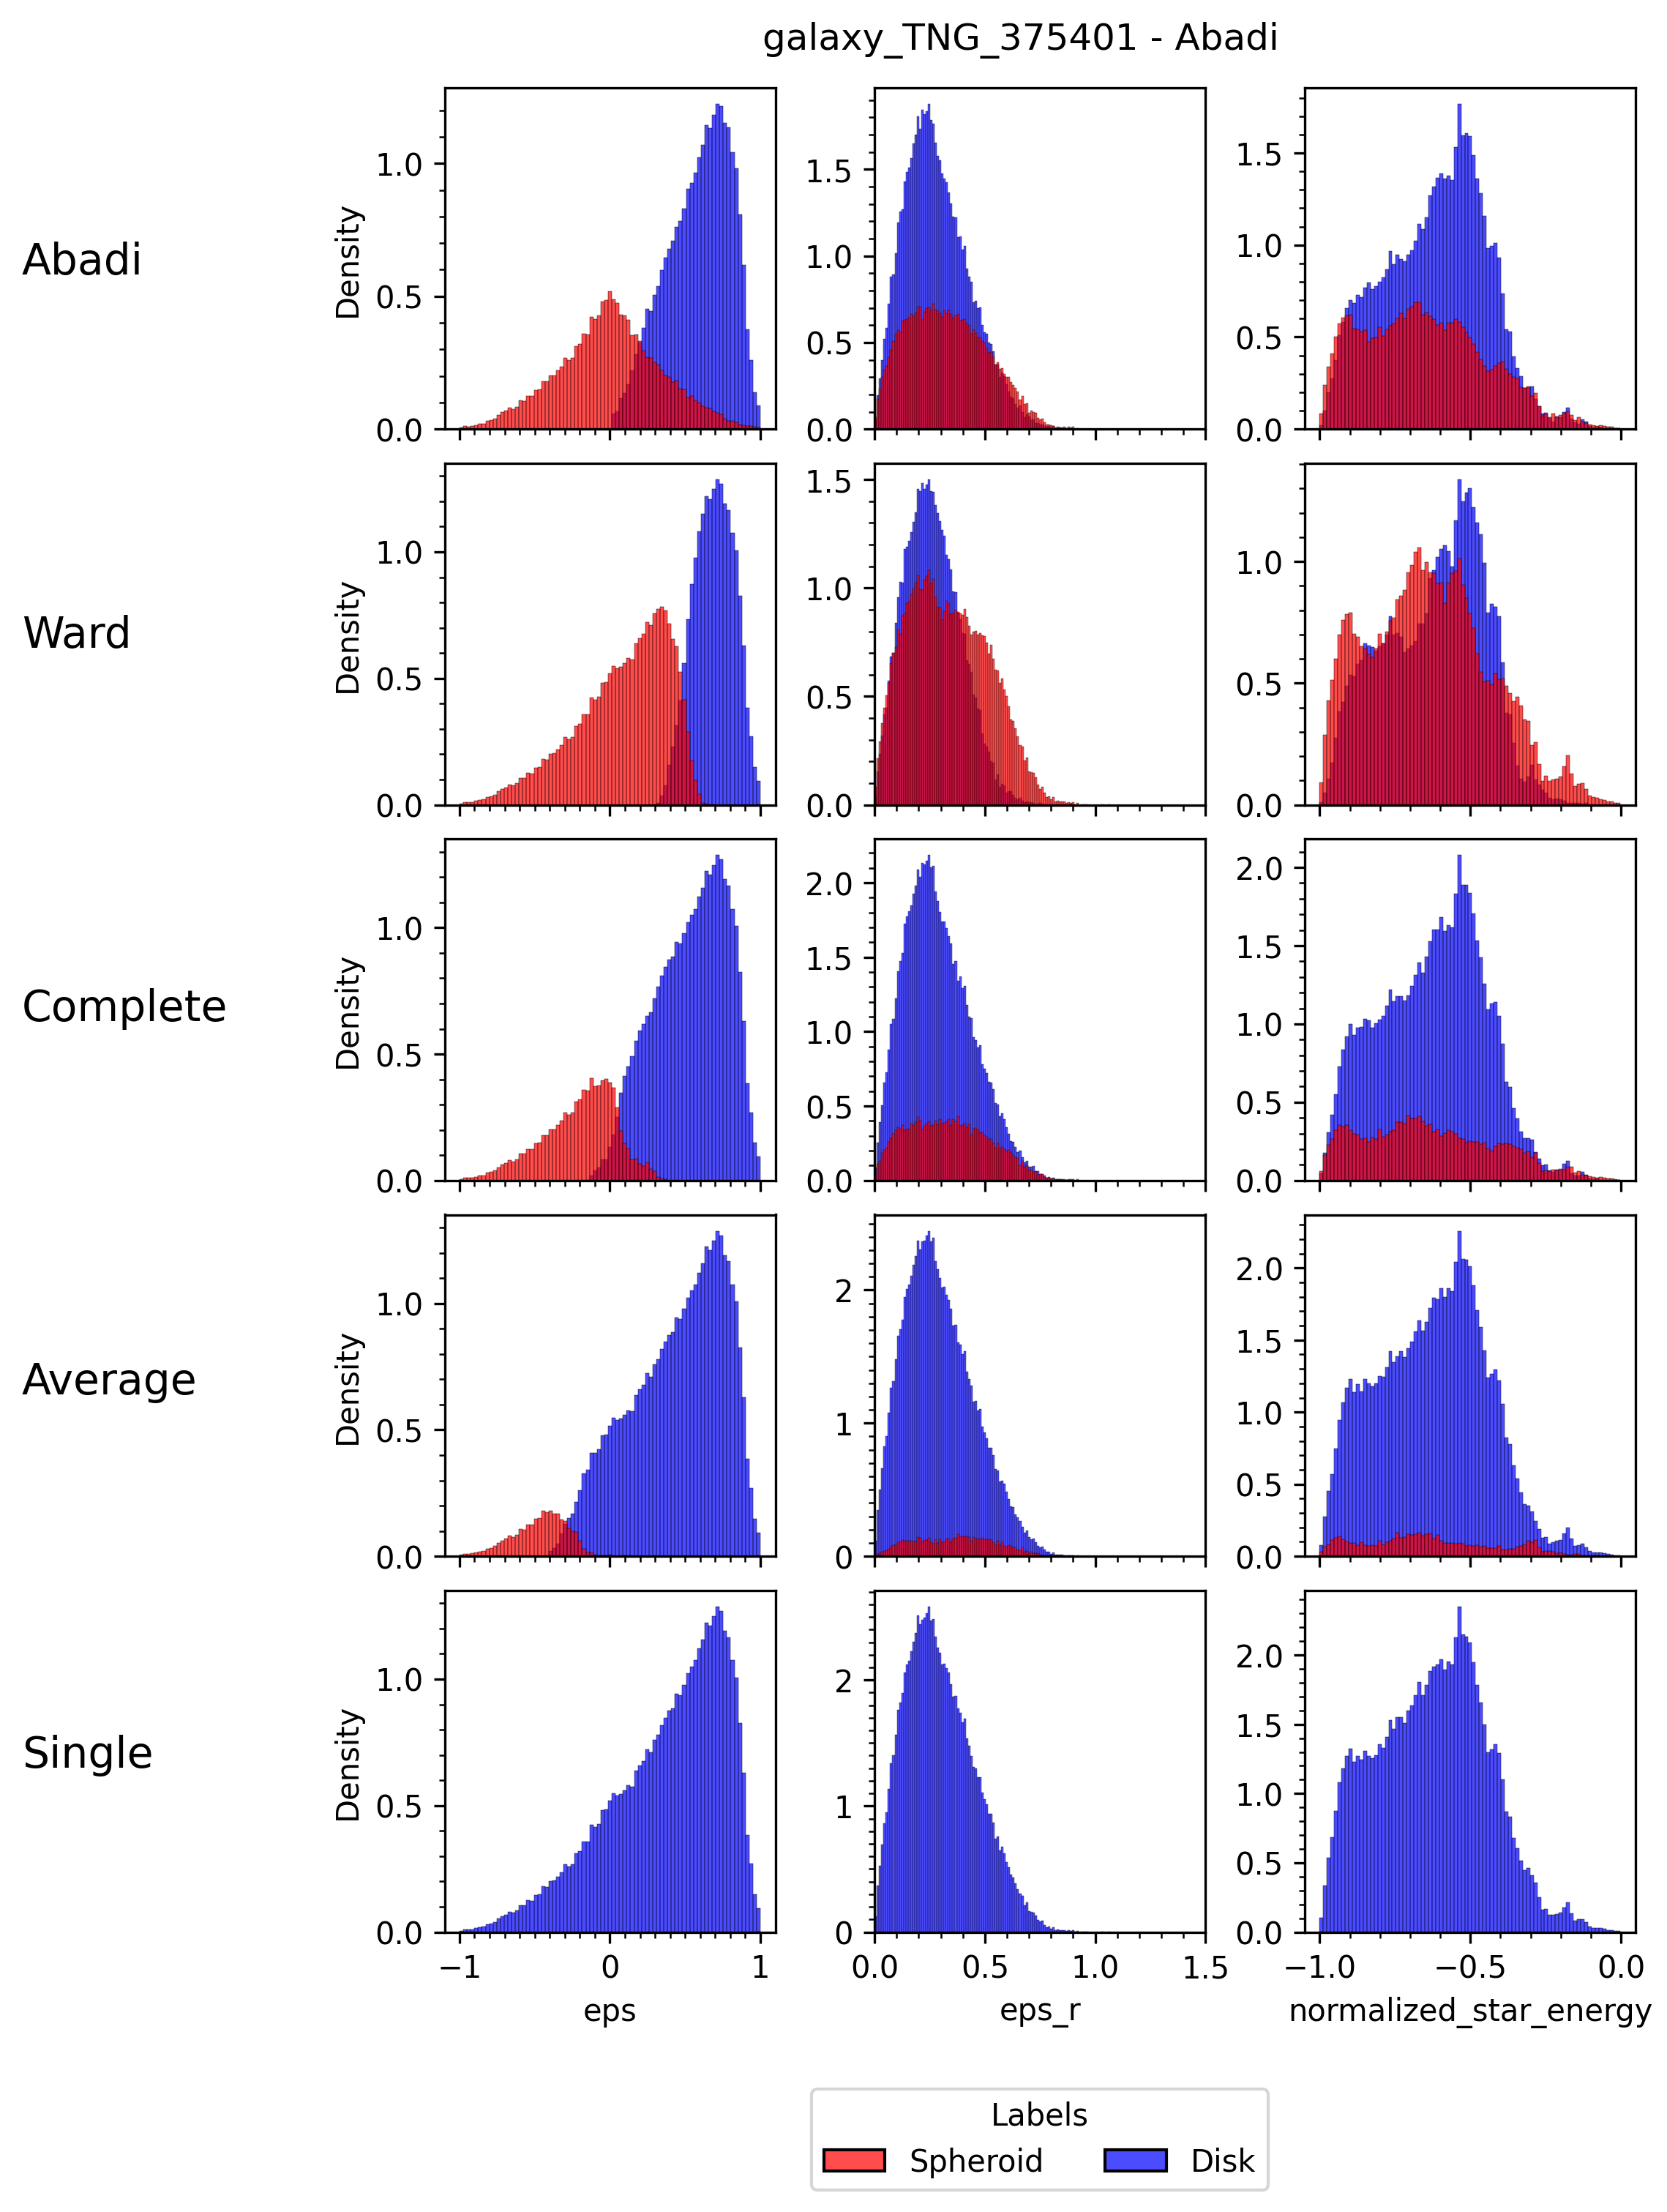 galaxy_TNG_375401 - Abadi
Abadi
Density
0.0
0.5
1.0
0.0
0.5
1.0
1.5
0.0
0.5
1.0
1.5
Ward
Density
0.0
0.5
1.0
0.0
0.5
1.0
1.5
0.0
0.5
1.0
Complete
Density
0.0
0.5
1.0
0.0
0.5
1.0
1.5
2.0
0.0
0.5
1.0
1.5
2.0
Average
Density
0.0
0.5
1.0
0
1
2
0.0
0.5
1.0
1.5
2.0
Single
Density
0.0
0.5
1.0
0
1
2
0.0
0.5
1.0
1.5
2.0
−1 0 1
0.0 0.5 1.0 1.5
−1.0 −0.5 0.0
eps
eps_r
normalized_star_energy
Labels
Spheroid Disk